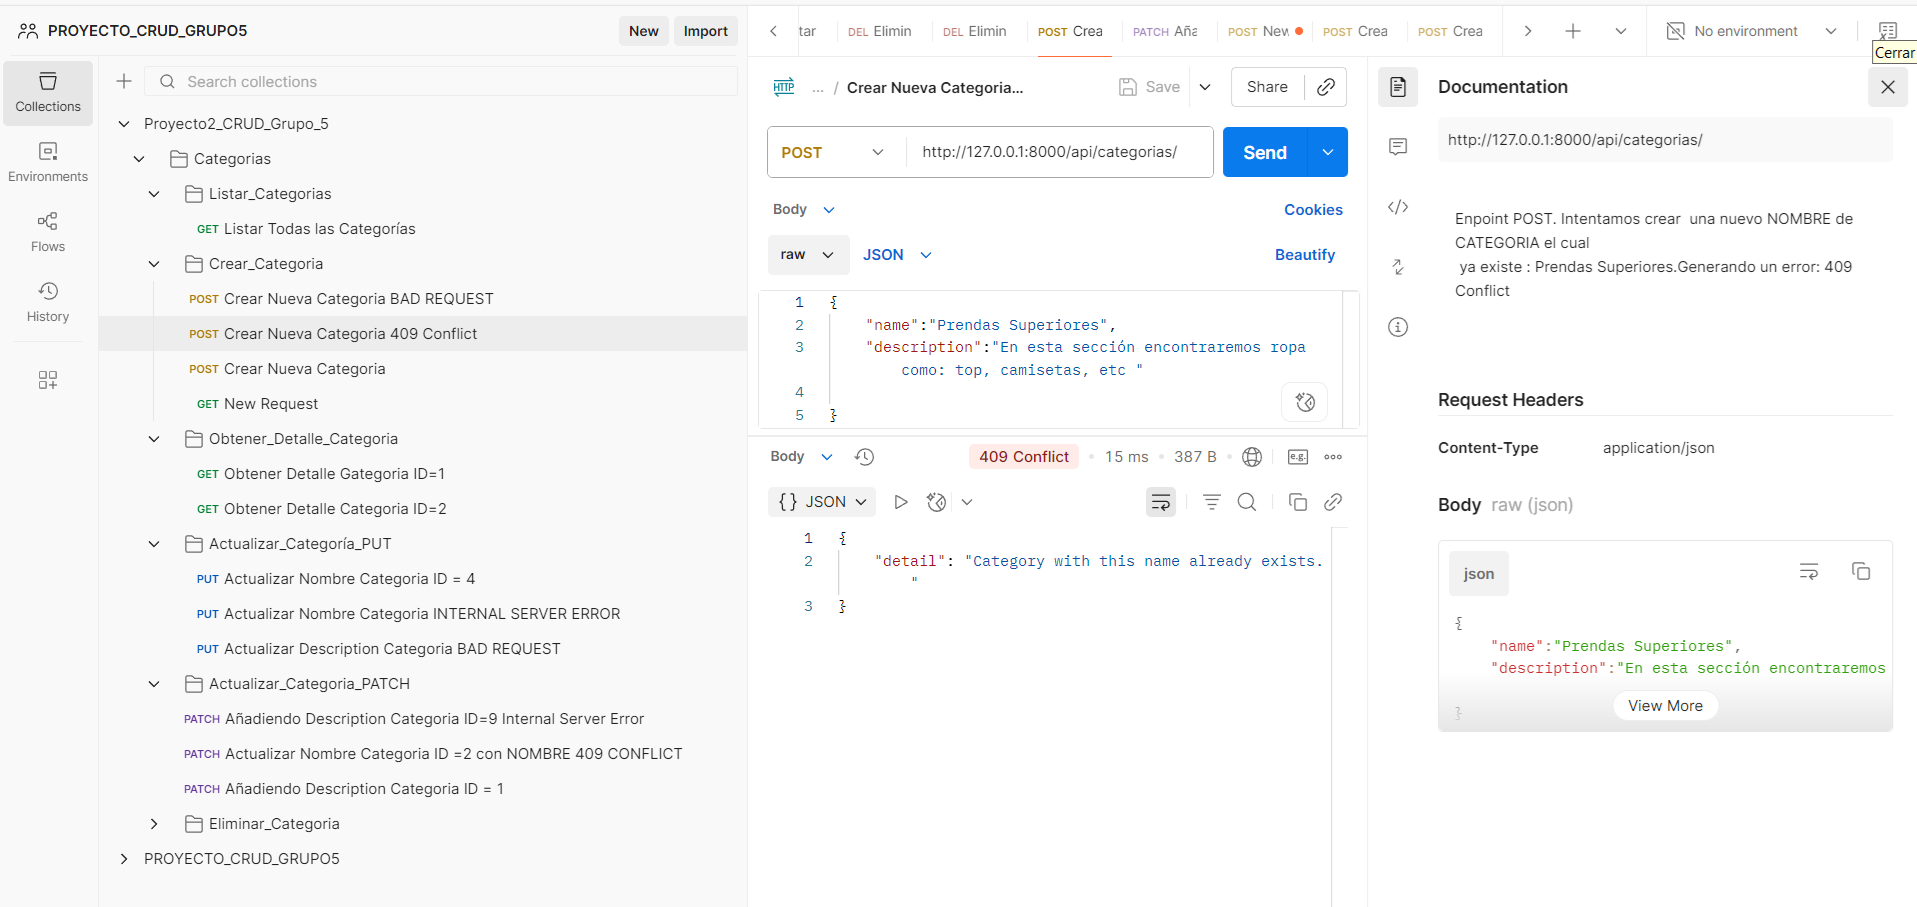 PROYECTO_CRUD_GRUPO5
New
Import
tar
DEL Elimin
DEL Elimin
POST Crea
PATCH Aña
POST New
POST Crea
POST Crea
No environment
Cerrar
Collections
Environments
Flows
History
Search collections
Proyecto2_CRUD_Grupo_5
Categorias
Listar_Categorias
GET Listar Todas las Categorías
Crear_Categoria
POST Crear Nueva Categoria BAD REQUEST
POST Crear Nueva Categoria 409 Conflict
POST Crear Nueva Categoria
GET New Request
Obtener_Detalle_Categoria
GET Obtener Detalle Gategoria ID=1
GET Obtener Detalle Categoria ID=2
Actualizar_Categoría_PUT
PUT Actualizar Nombre Categoria ID = 4
PUT Actualizar Nombre Categoria INTERNAL SERVER ERROR
PUT Actualizar Description Categoria BAD REQUEST
Actualizar_Categoria_PATCH
PATCH Añadiendo Description Categoria ID=9 Internal Server Error
PATCH Actualizar Nombre Categoria ID =2 con NOMBRE 409 CONFLICT
PATCH Añadiendo Description Categoria ID = 1
Eliminar_Categoria
PROYECTO_CRUD_GRUPO5
HTTP ... / Crear Nueva Categoria...
Save
Share
POST
http://127.0.0.1:8000/api/categorias/
Send
Body
Cookies
raw
JSON
Beautify
1 {
2 "name":"Prendas Superiores",
3 "description":"En esta sección encontraremos ropa
como: top, camisetas, etc "
4
5 }
Body
409 Conflict
15 ms
387 B
e.g.
{} JSON
1 {
2 "detail": "Category with this name already exists.
"
3 }
Documentation
http://127.0.0.1:8000/api/categorias/
Enpoint POST. Intentamos crear una nuevo NOMBRE de
CATEGORIA el cual
ya existe : Prendas Superiores.Generando un error: 409
Conflict
Request Headers
Content-Type application/json
Body raw (json)
json
{
"name":"Prendas Superiores",
"description":"En esta sección encontraremos
View More
}